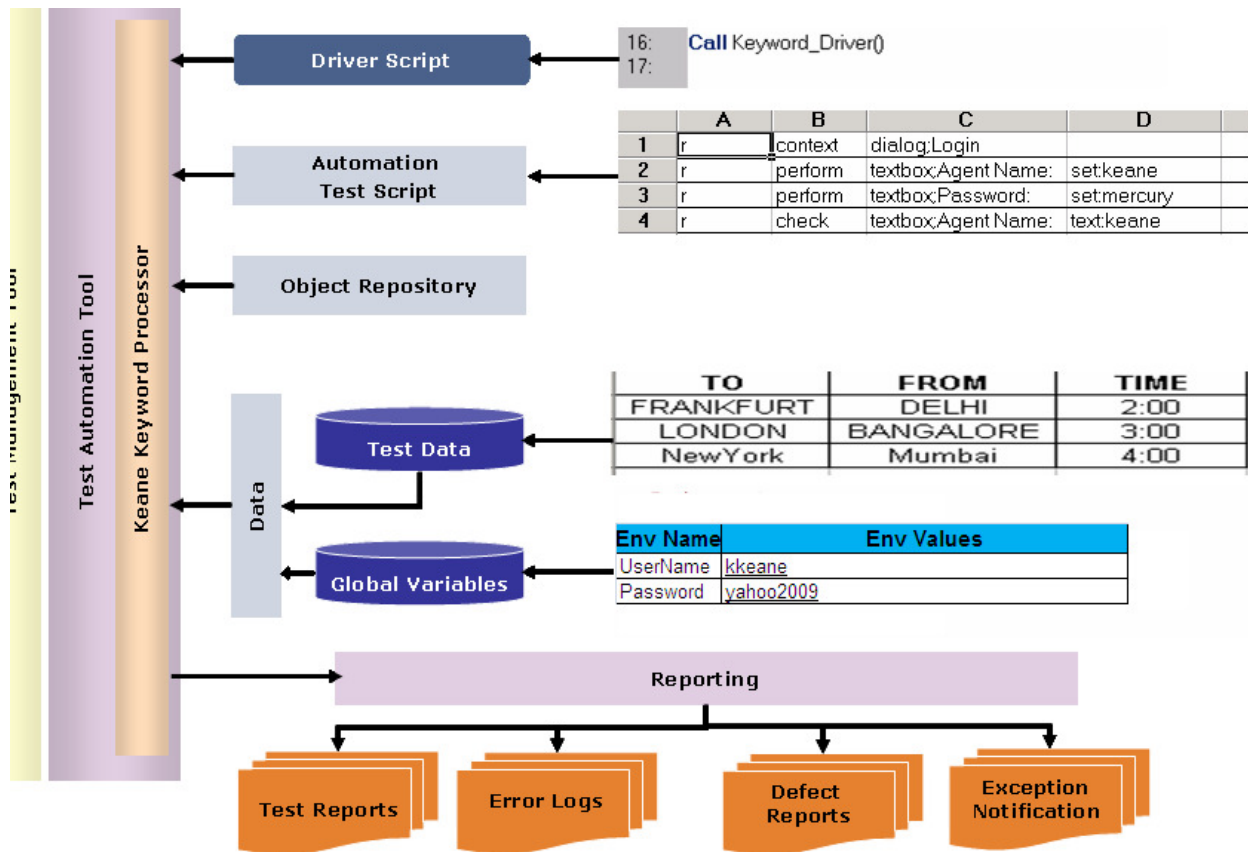 Test Automation Tool
Keane Keyword Processor
Driver Script
16: Call Keyword_Driver()
17:
Automation
Test Script
A B C D
1 r context dialog;Login
2 r perform textbox;Agent Name: set:keane
3 r perform textbox;Password: set:mercury
4 r check textbox;Agent Name: text:keane
Object Repository
Data
Test Data
TO FROM TIME
FRANKFURT DELHI 2:00
LONDON BANGALORE 3:00
NewYork Mumbai 4:00
Global Variables
Env Name Env Values
UserName kkeane
Password yahoo2009
Reporting
Test Reports
Error Logs
Defect
Reports
Exception
Notification